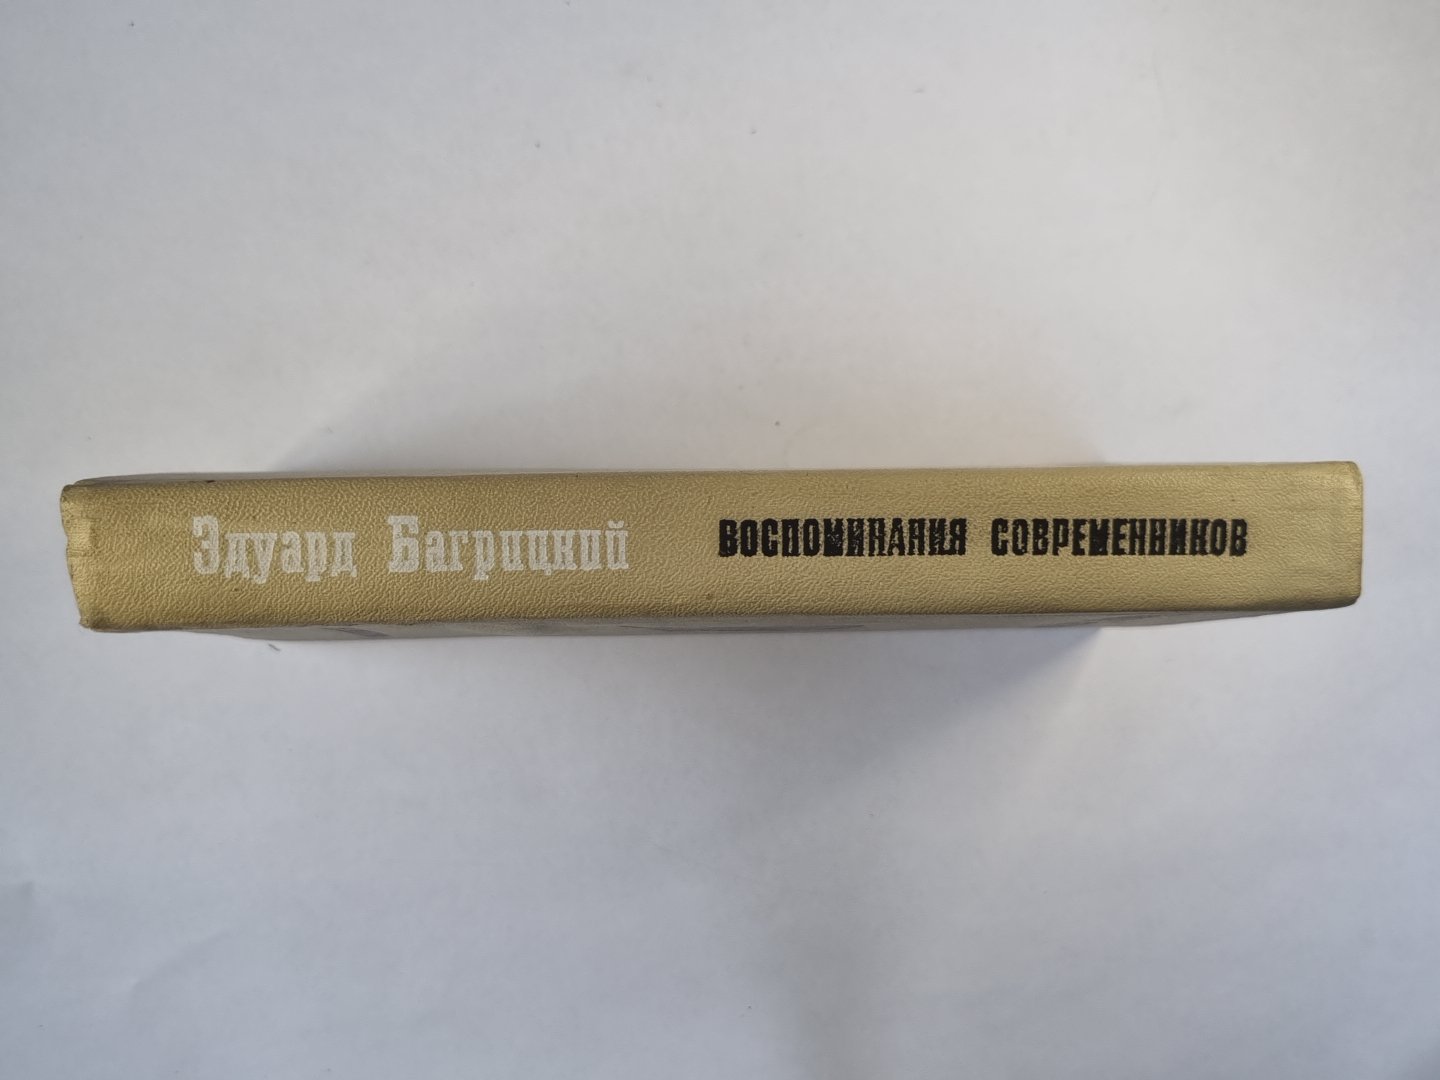 Эдуард Багрицкий
ВОСПОМИНАНИЯ СОВРЕМЕННИКОВ